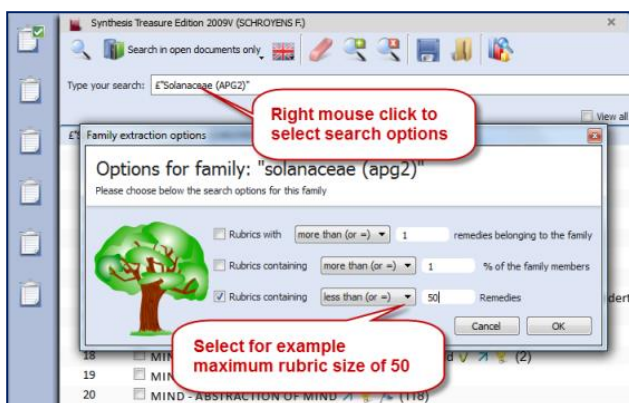 Synthesis Treasure Edition 2009V (SCHROYENS F.)
Search in open documents only
Type your search: £"Solanaceae (APG2)"
Right mouse click to
select search options
View all
Family extraction options
Options for family: "solanaceae (apg2)"
Please choose below the search options for this family
Rubrics with more than (or =) 1 remedies belonging to the family
Rubrics containing more than (or =) 1 % of the family members
Rubrics containing less than (or =) 50 Remedies
Cancel OK
Select for example
maximum rubric size of 50
18 MIN (2)
19 MIN
20 MIND - ABSTRACTION OF MIND (118)